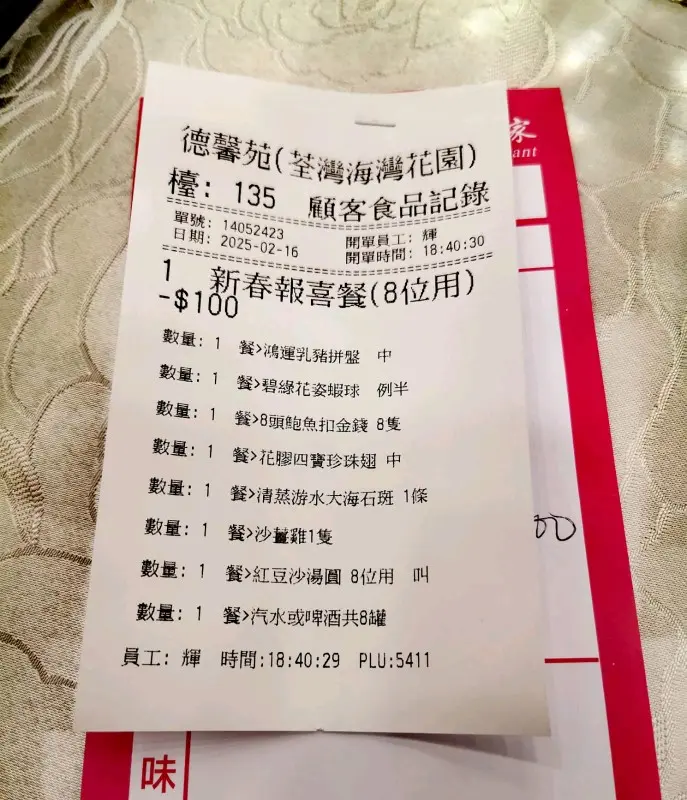 家
ant
德馨苑(荃灣海灣花園)
檯: 135 顧客食品記錄
單號: 14052423 開單員工: 輝
日期: 2025-02-16 開單時間: 18:40:30
1 新春報喜餐(8位用)
-$100
數量: 1 餐>鴻運乳豬拼盤 中
數量: 1 餐>碧綠花姿蝦球 例半
數量: 1 餐>8頭鮑魚扣金錢 8隻
數量: 1 餐>花膠四寶珍珠翅 中
數量: 1 餐>清蒸游水大海石斑 1條
數量: 1 餐>沙薑雞1隻
數量: 1 餐>紅豆沙湯圓 8位用 叫
數量: 1 餐>汽水或啤酒共8罐
員工: 輝 時間:18:40:29 PLU:5411
味